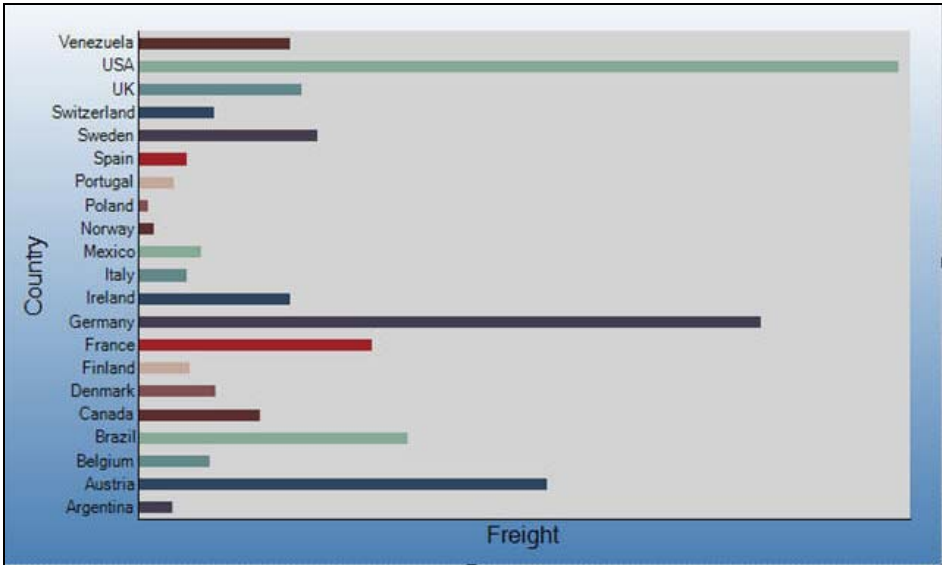 Venezuela
USA
UK
Switzerland
Sweden
Spain
Portugal
Poland
Norway
Mexico
Italy
Ireland
Germany
France
Finland
Denmark
Canada
Brazil
Belgium
Austria
Argentina
Country
Freight